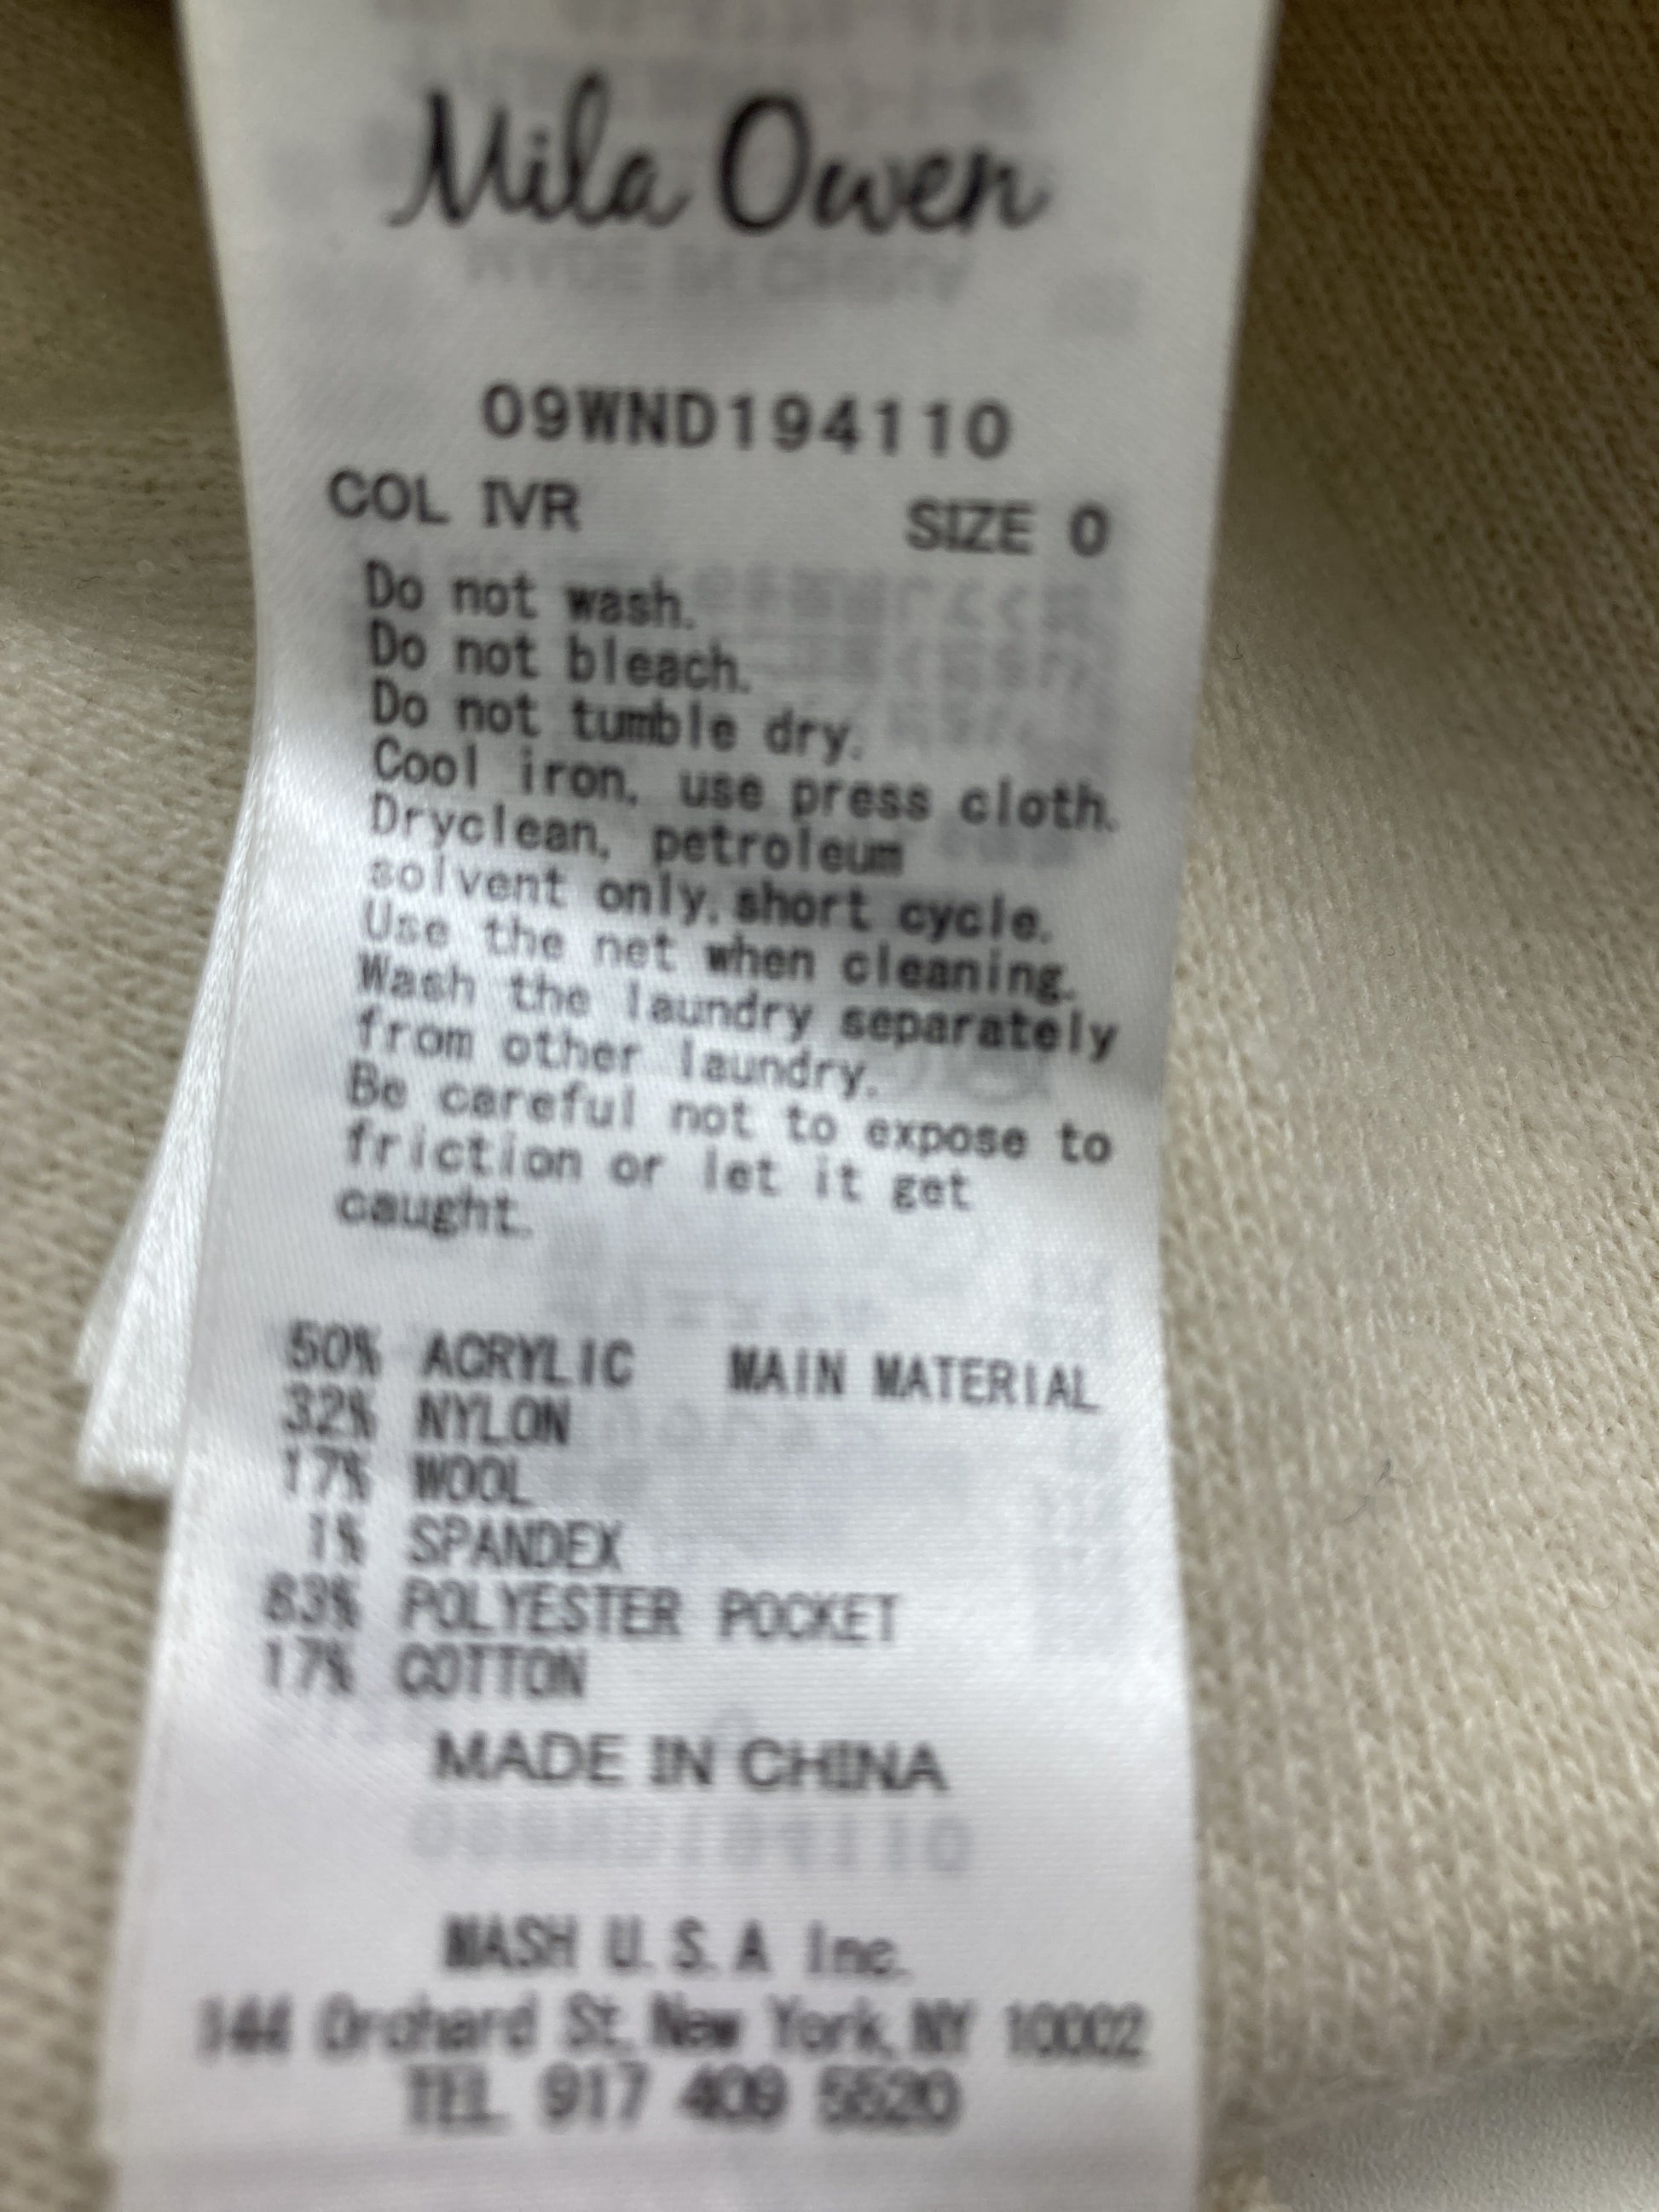 Mila Owen
09WND194110
COL IVR SIZE 0
Do not wash.
Do not bleach.
Do not tumble dry.
Cool iron, use press cloth.
Dryclean, petroleum
solvent only, short cycle.
Use the net when cleaning.
Wash the laundry separately
from other laundry.
Be careful not to expose to
friction or let it get
caught.
50% ACRYLIC MAIN MATERIAL
32% NYLON
17% WOOL
1% SPANDEX
83% POLYESTER POCKET
17% COTTON
MADE IN CHINA
MASH U.S.A Inc.
144 Orchard St, New York, NY 10002
TEL 917 409 5520